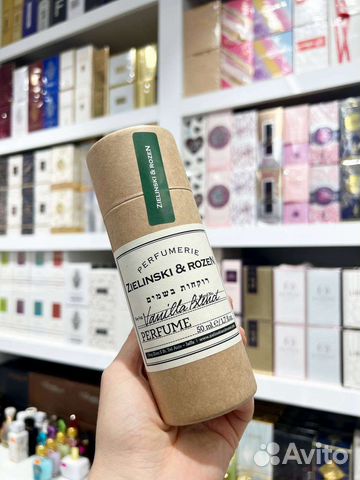 ZIELINSKI & ROZEN
PERFUMERIE
ZIELINSKI & ROZEN
רוקחות בשמים
Vanilla Blend
PERFUME
50 ml
Avito